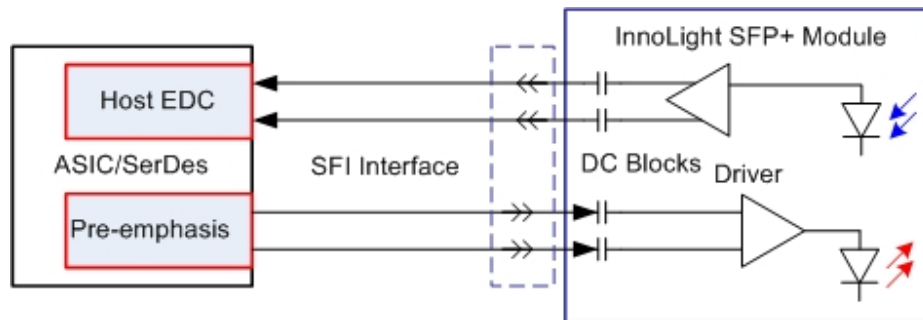 InnoLight SFP+ Module
Host EDC
ASIC/SerDes
SFI Interface
DC Blocks
Driver
Pre-emphasis